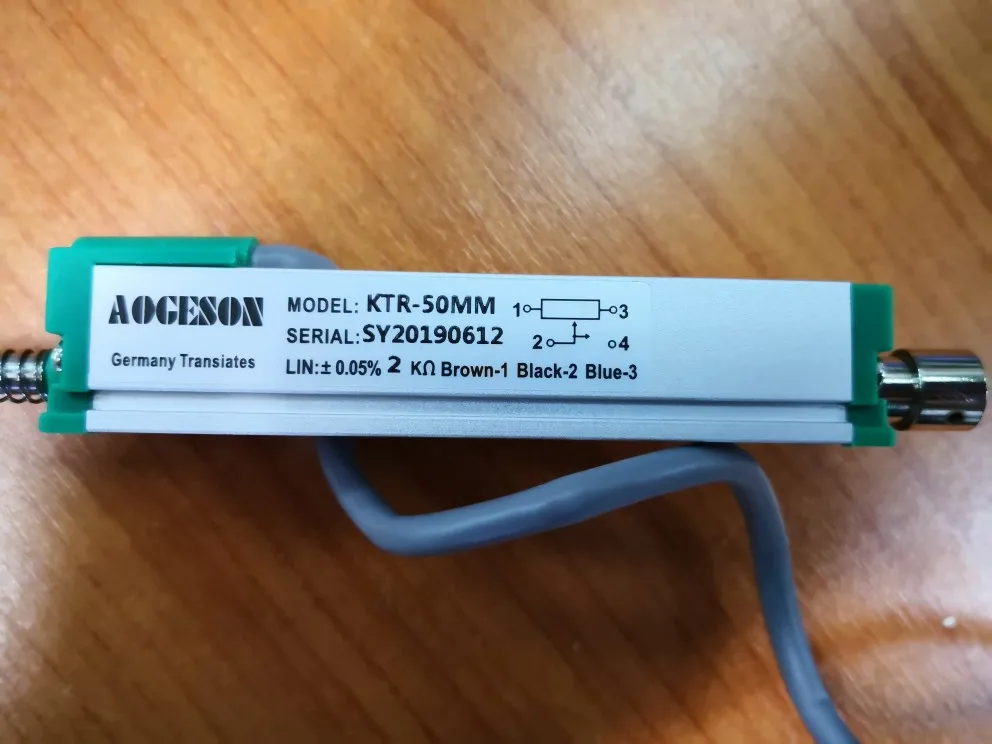 AOGESON
Germany Transiates
MODEL: KTR-50MM
SERIAL:SY20190612
LIN:± 0.05% 2 KΩ Brown-1 Black-2 Blue-3
1 3
2 4